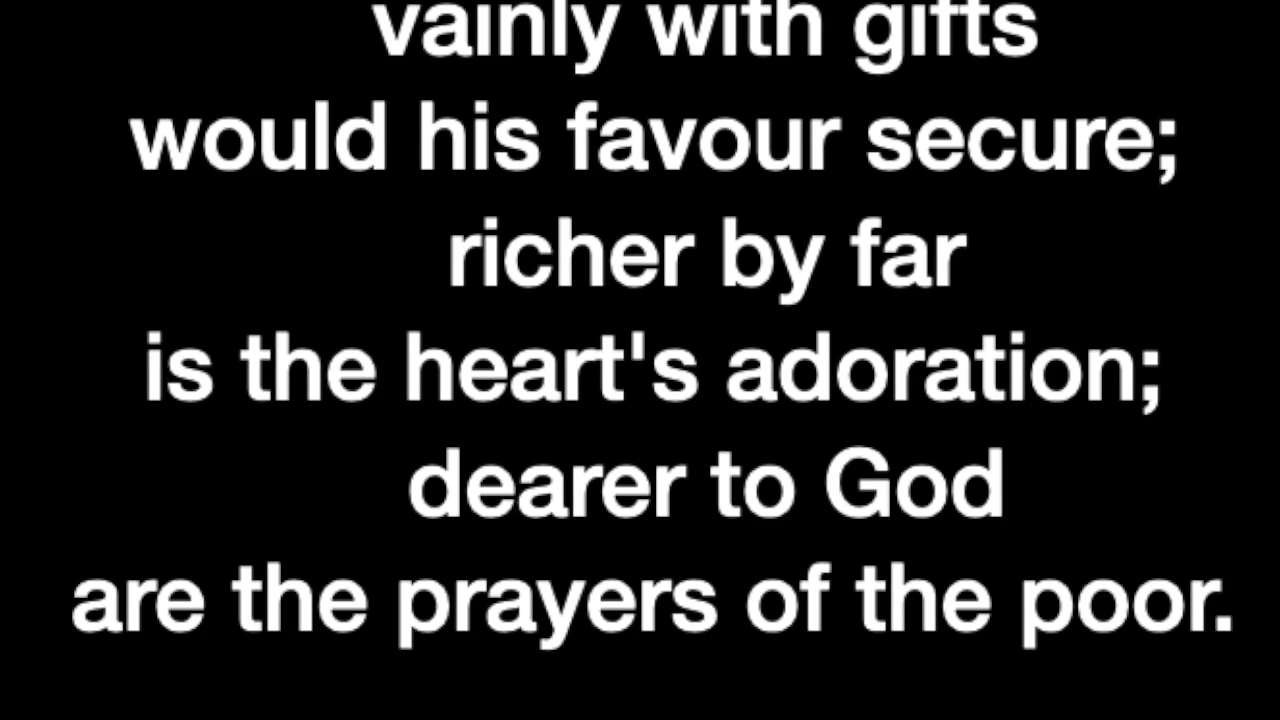 vainly with gifts
would his favour secure;
richer by far
is the heart's adoration;
dearer to God
are the prayers of the poor.